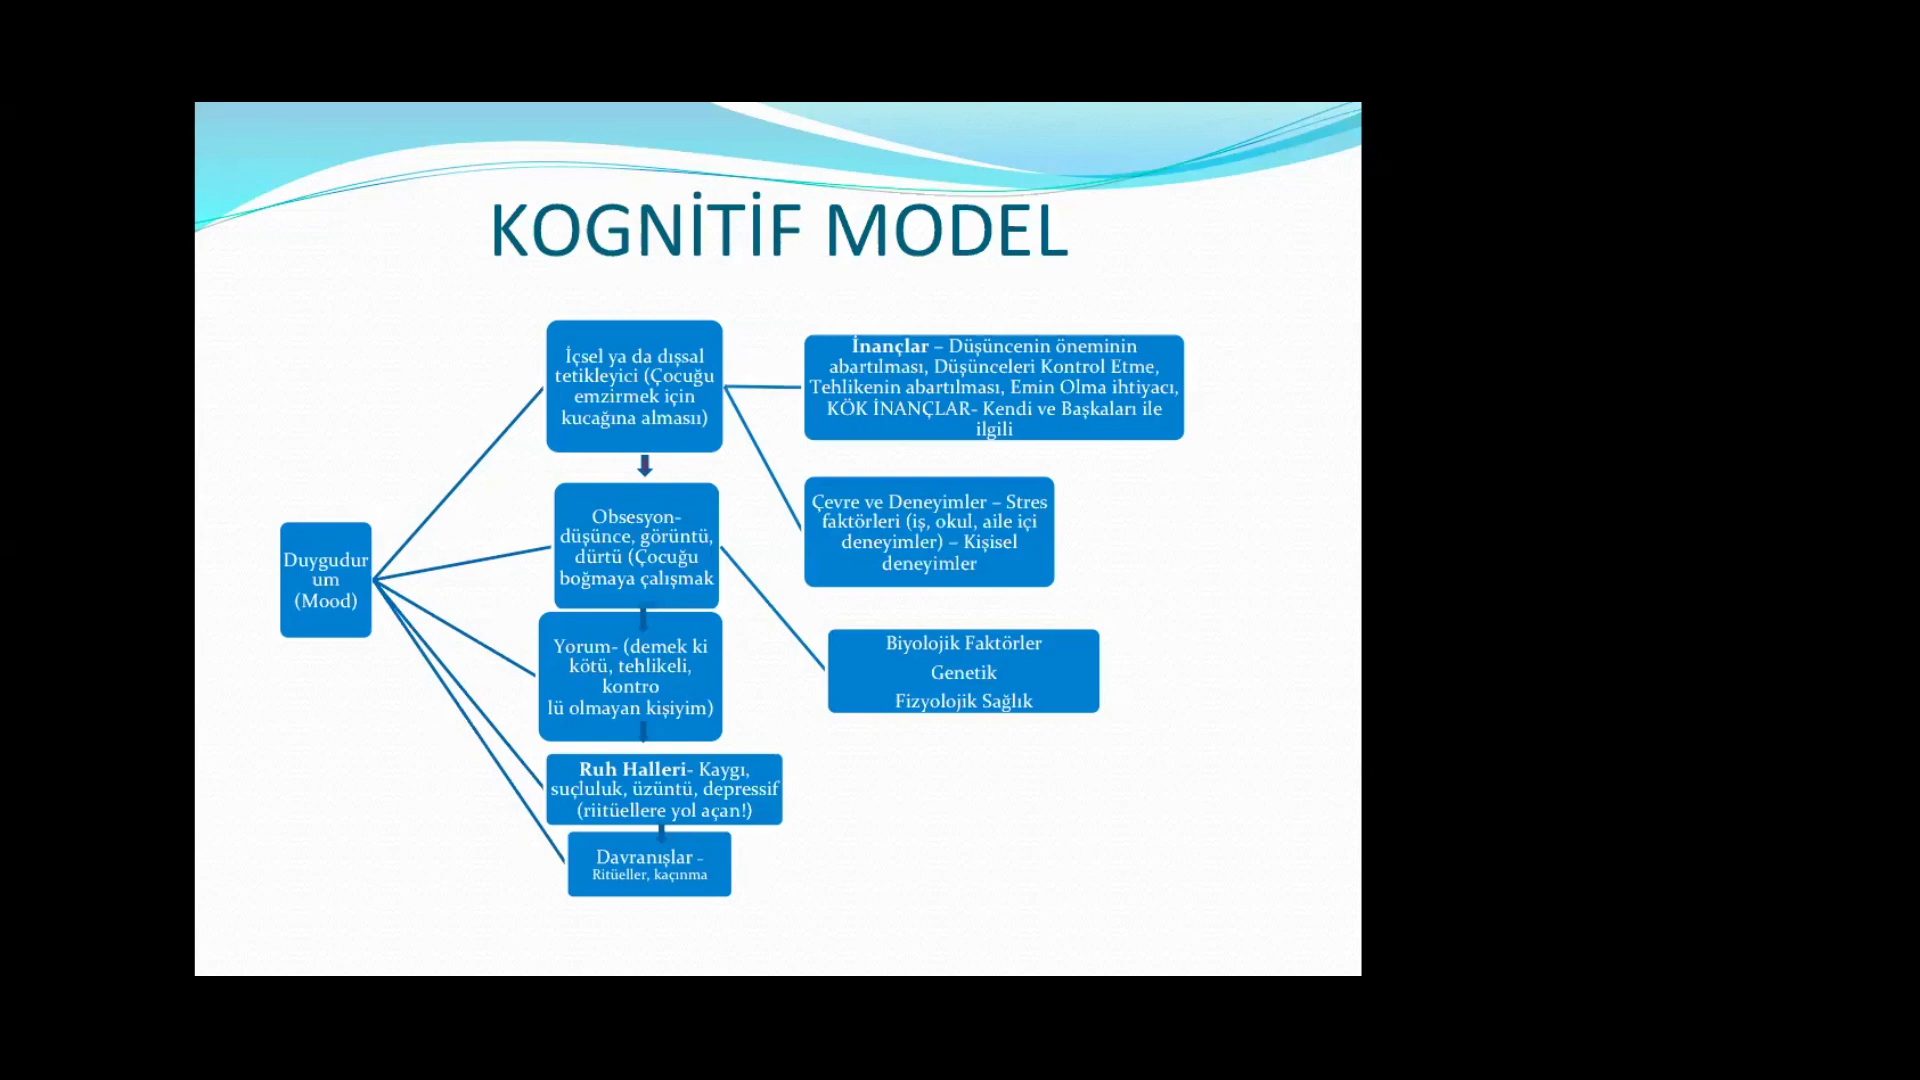 KOGNİTİF MODEL
Duygudur
um
(Mood)
İçsel ya da dışsal
tetikleyici (Çocuğu
emzirmek için
kucağına almasıı)
Obsesyon-
düşünce, görüntü,
dürtü (Çocuğu
boğmaya çalışmak
Yorum- (demek ki
kötü, tehlikeli,
kontro
lü olmayan kişiyim)
Ruh Halleri- Kaygı,
suçluluk, üzüntü, depressif
(riitüellere yol açan!)
Davranışlar -
Ritüeller, kaçınma
İnançlar – Düşüncenin öneminin
abartılması, Düşünceleri Kontrol Etme,
Tehlikenin abartılması, Emin Olma ihtiyacı,
KÖK İNANÇLAR- Kendi ve Başkaları ile
ilgili
Çevre ve Deneyimler – Stres
faktörleri (iş, okul, aile içi
deneyimler) – Kişisel
deneyimler
Biyolojik Faktörler
Genetik
Fizyolojik Sağlık